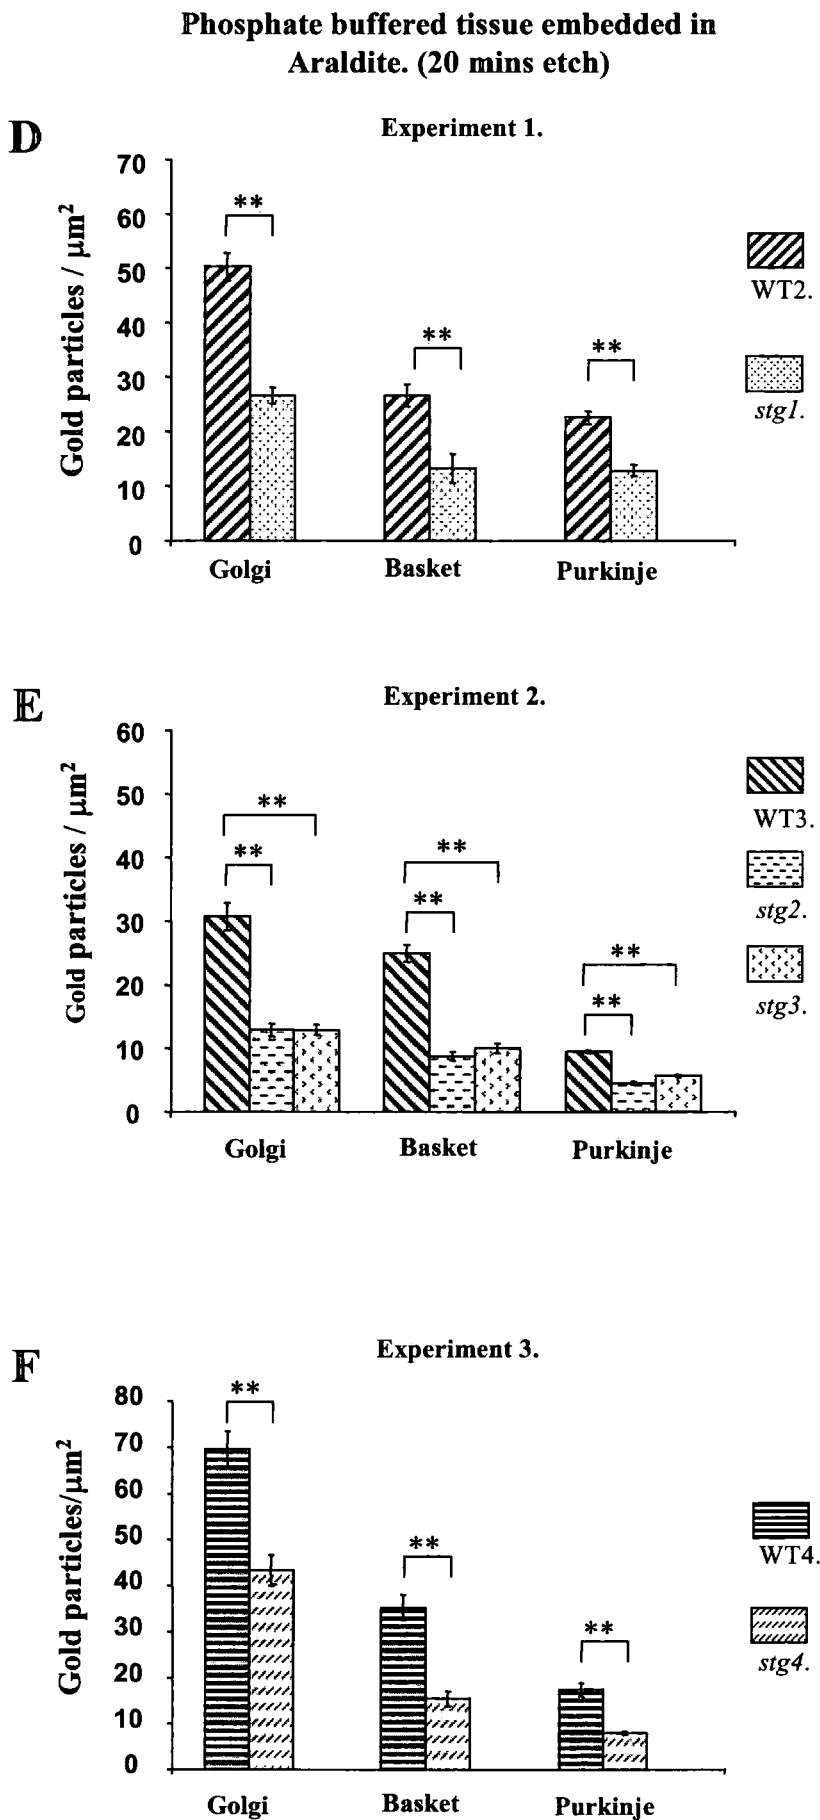 Phosphate buffered tissue embedded in
Araldite. (20 mins etch)
D
Experiment 1.
Gold particles / µm²
70
60
50
40
30
20
10
0
**
**
**
Golgi
Basket
Purkinje
WT2.
stg1.
E
Experiment 2.
Gold particles / µm²
60
50
40
30
20
10
0
**
**
**
**
**
**
Golgi
Basket
Purkinje
WT3.
stg2.
stg3.
F
Experiment 3.
Gold particles/µm²
80
70
60
50
40
30
20
10
0
**
**
**
Golgi
Basket
Purkinje
WT4.
stg4.